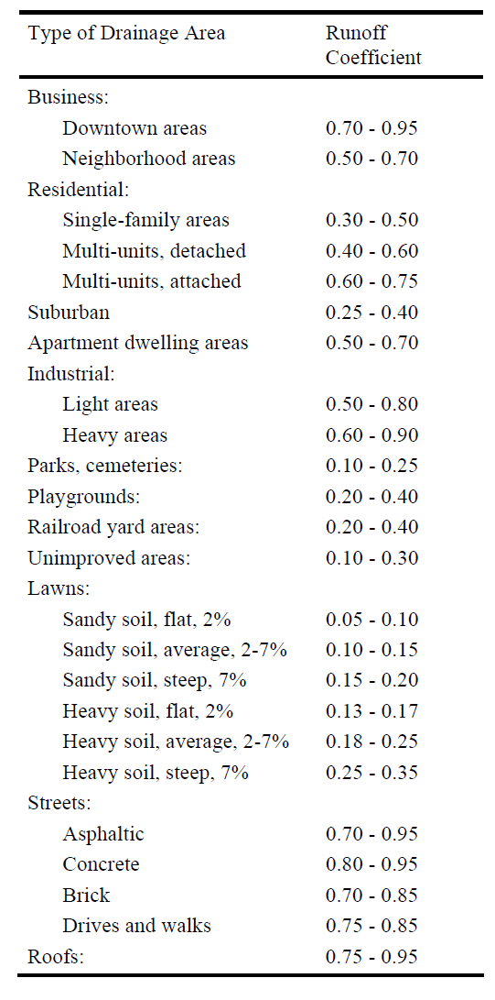 Type of Drainage Area Runoff
Coefficient
Business:
Downtown areas 0.70 - 0.95
Neighborhood areas 0.50 - 0.70
Residential:
Single-family areas 0.30 - 0.50
Multi-units, detached 0.40 - 0.60
Multi-units, attached 0.60 - 0.75
Suburban 0.25 - 0.40
Apartment dwelling areas 0.50 - 0.70
Industrial:
Light areas 0.50 - 0.80
Heavy areas 0.60 - 0.90
Parks, cemeteries: 0.10 - 0.25
Playgrounds: 0.20 - 0.40
Railroad yard areas: 0.20 - 0.40
Unimproved areas: 0.10 - 0.30
Lawns:
Sandy soil, flat, 2% 0.05 - 0.10
Sandy soil, average, 2-7% 0.10 - 0.15
Sandy soil, steep, 7% 0.15 - 0.20
Heavy soil, flat, 2% 0.13 - 0.17
Heavy soil, average, 2-7% 0.18 - 0.25
Heavy soil, steep, 7% 0.25 - 0.35
Streets:
Asphaltic 0.70 - 0.95
Concrete 0.80 - 0.95
Brick 0.70 - 0.85
Drives and walks 0.75 - 0.85
Roofs: 0.75 - 0.95